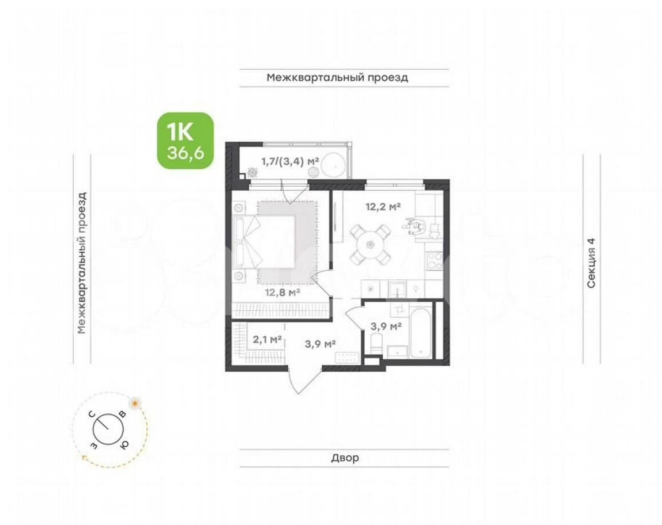 Межквартальный проезд
1К
36,6
1,7/(3,4) м²
12,2 м²
Межквартальный проезд
Секция 4
12,8 м²
3,9 м²
2,1 м²
3,9 м²
С
В
З
Ю
Двор